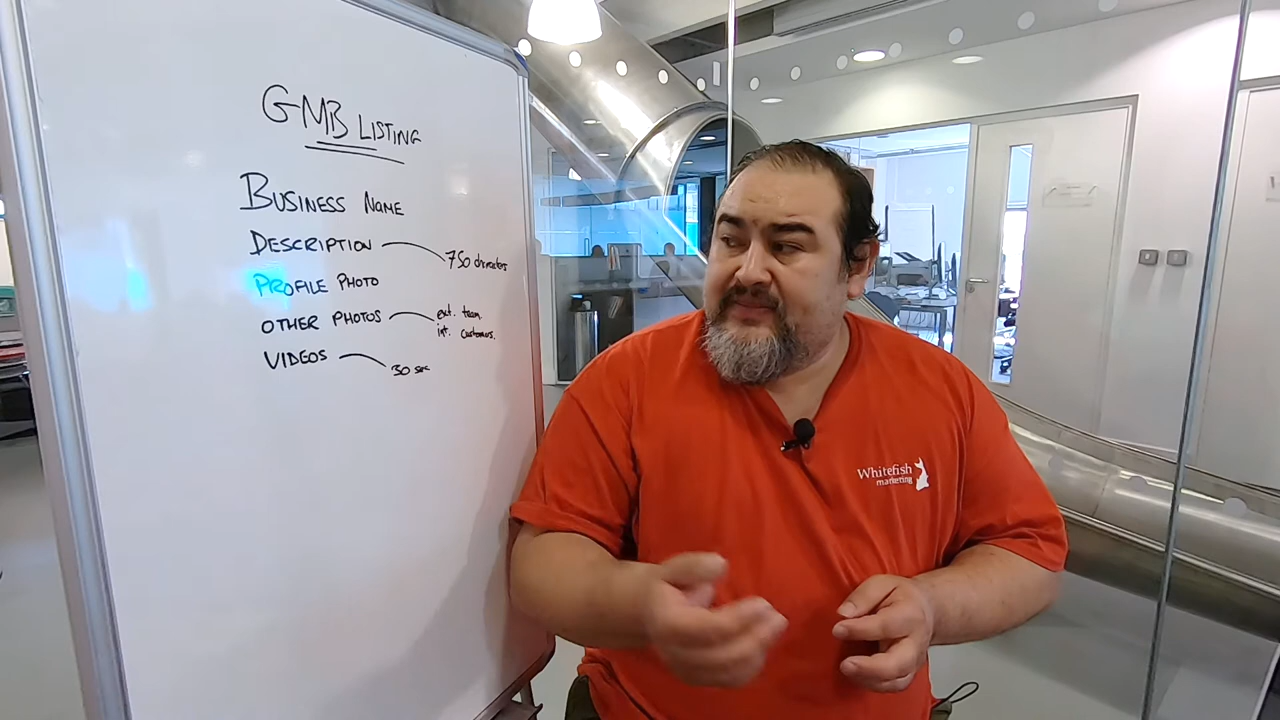 GMB LISTING
BUSINESS NAME
DESCRIPTION 750 characters
PROFILE PHOTO
OTHER PHOTOS ext. team
int. customers.
VIDEOS 30 sec
Whitefish
marketing